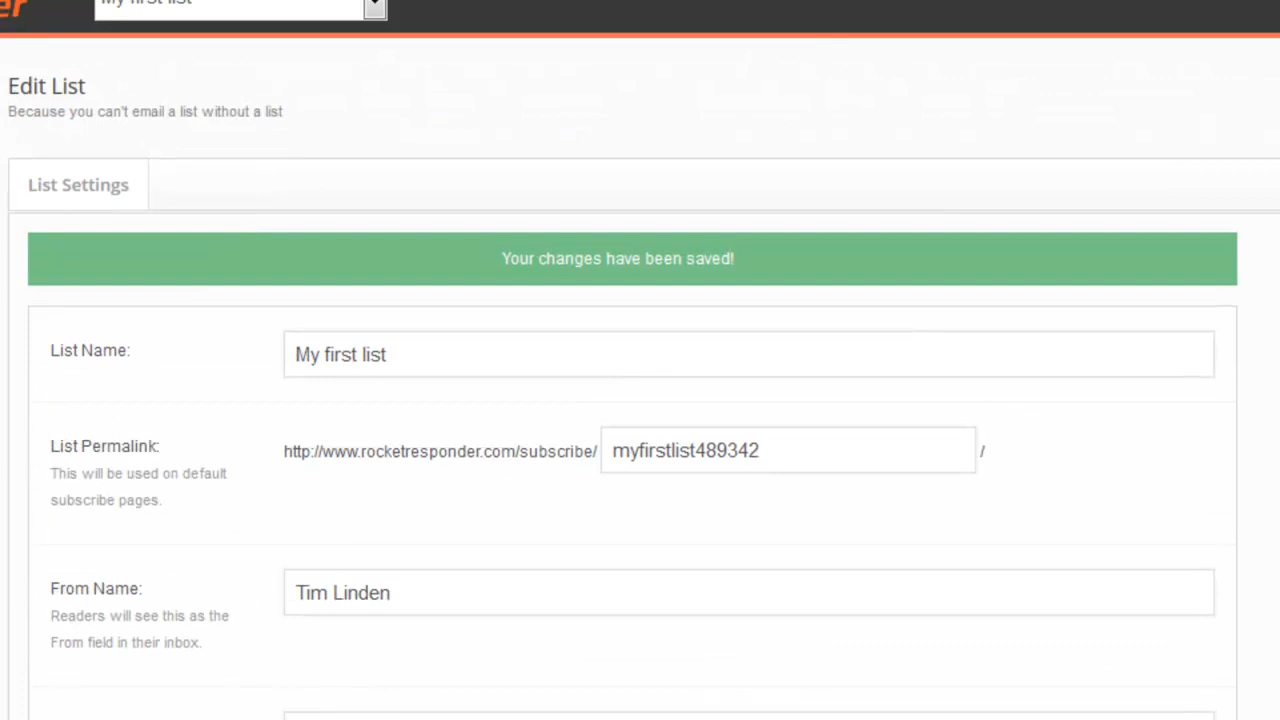 er
My first list
Edit List
Because you can't email a list without a list
List Settings
Your changes have been saved!
List Name:
My first list
List Permalink:
http://www.rocketresponder.com/subscribe/ myfirstlist489342 /
This will be used on default
subscribe pages.
From Name:
Tim Linden
Readers will see this as the
From field in their inbox.